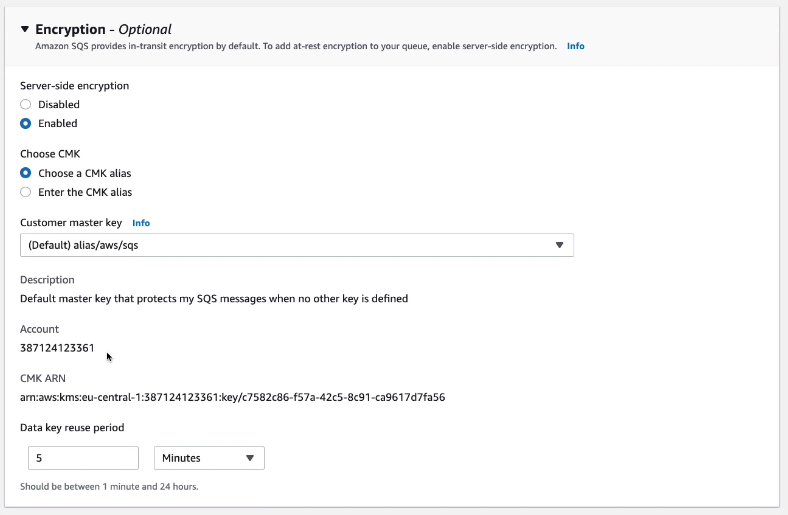 Encryption - Optional
Amazon SQS provides in-transit encryption by default. To add at-rest encryption to your queue, enable server-side encryption. Info
Server-side encryption
Disabled
Enabled
Choose CMK
Choose a CMK alias
Enter the CMK alias
Customer master key Info
(Default) alias/aws/sqs
Description
Default master key that protects my SQS messages when no other key is defined
Account
387124123361
CMK ARN
arn:aws:kms:eu-central-1:387124123361:key/c7582c86-f57a-42c5-8c91-ca9617d7fa56
Data key reuse period
5 Minutes
Should be between 1 minute and 24 hours.